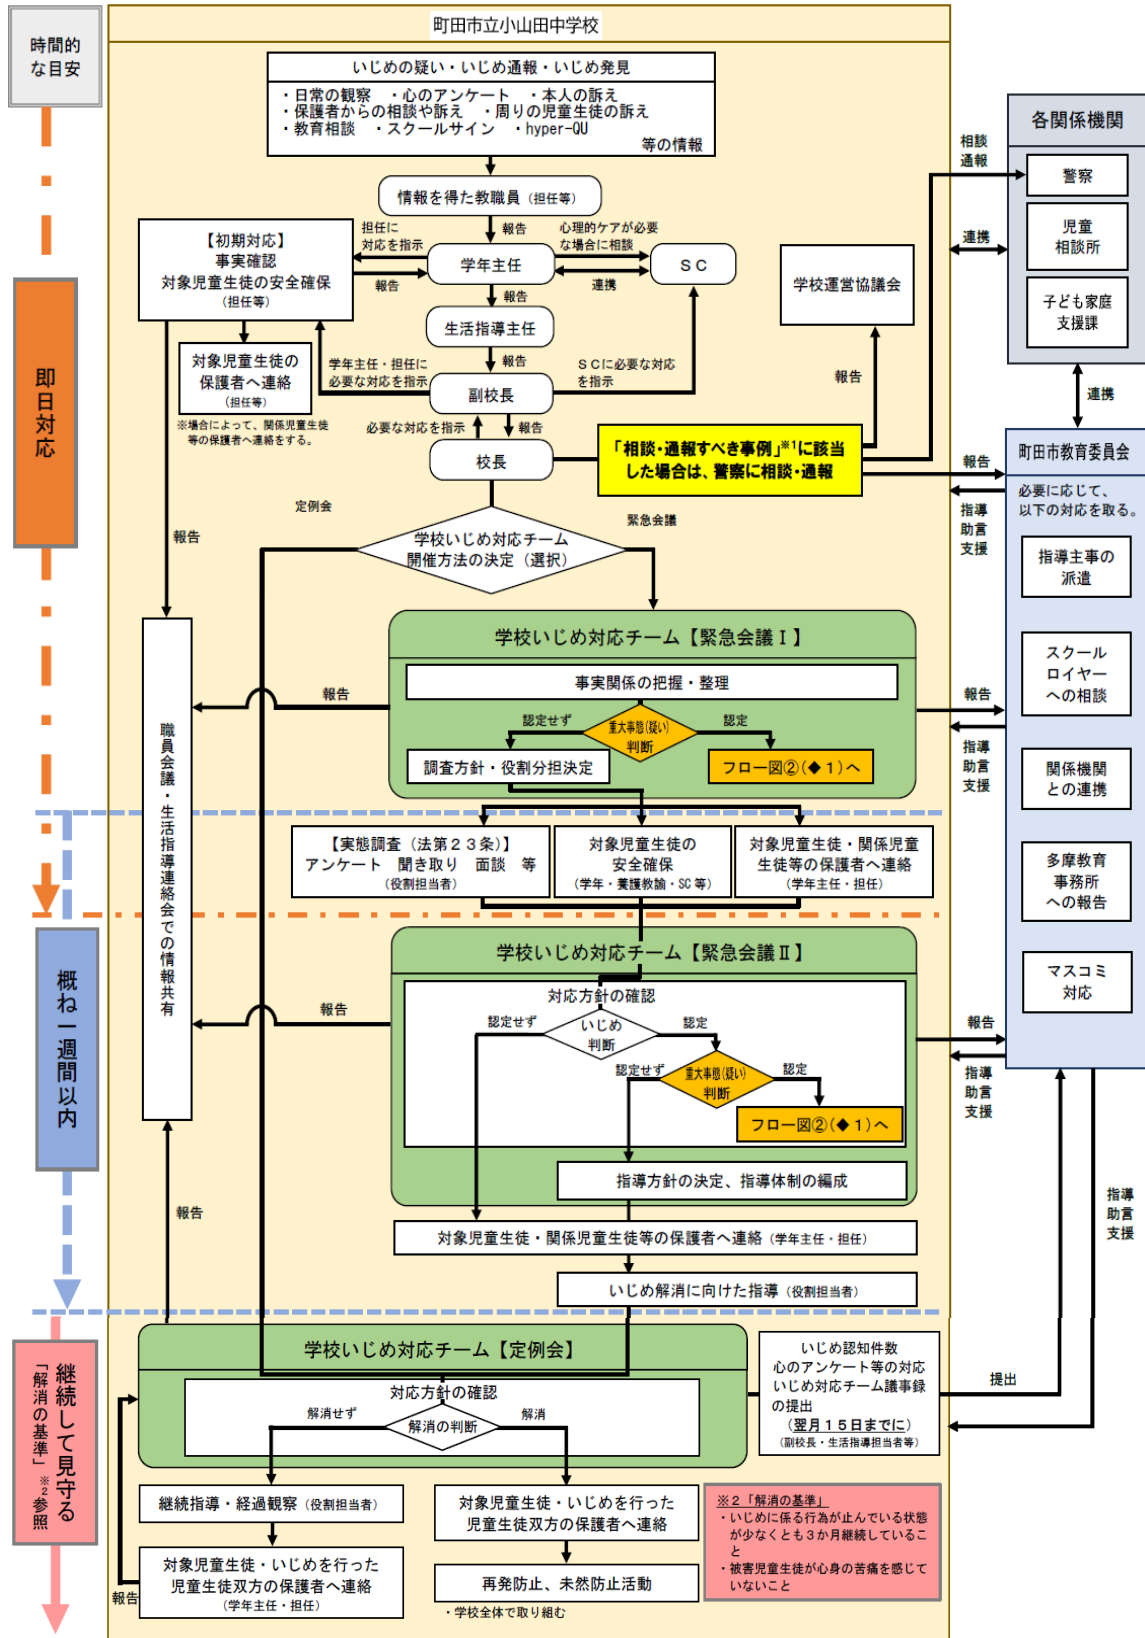 時間的
な目安
町田市立小山田中学校
いじめの疑い・いじめ通報・いじめ発見
・日常の観察　・心のアンケート　・本人の訴え
・保護者からの相談や訴え　・周りの児童生徒の訴え
・教育相談　・スクールサイン　・hyper-QU
等の情報
情報を得た教職員（担任等）
報告
担任に
対応を指示
心理的ケアが必要
な場合に相談
【初期対応】
事実確認
対象児童生徒の安全確保
（担任等）
学年主任
ＳＣ
報告
連携
報告
生活指導主任
対象児童生徒の
保護者へ連絡
（担任等）
※場合によって、関係児童生徒
等の保護者へ連絡をする。
学年主任・担任に
必要な対応を指示
報告
ＳＣに必要な対応
を指示
副校長
必要な対応を指示
報告
校長
「相談・通報すべき事例」※1に該当
した場合は、警察に相談・通報
学校運営協議会
報告
相談
通報
各関係機関
警察
児童
相談所
子ども家庭
支援課
連携
連携
町田市教育委員会
必要に応じて、
以下の対応を取る。
指導主事の
派遣
スクール
ロイヤー
への相談
関係機関
との連携
多摩教育
事務所
への報告
マスコミ
対応
報告
指導
助言
支援
即日対応
定例会
緊急会議
学校いじめ対応チーム
開催方法の決定（選択）
報告
職員会議・生活指導連絡会での情報共有
学校いじめ対応チーム【緊急会議Ⅰ】
事実関係の把握・整理
報告
認定せず
重大事態(疑い)
判断
認定
調査方針・役割分担決定
フロー図②(◆１)へ
報告
指導
助言
支援
【実態調査（法第２３条）】
アンケート　聞き取り　面談　等
（役割担当者）
対象児童生徒の
安全確保
（学年・養護教諭・SC 等）
対象児童生徒・関係児童
生徒等の保護者へ連絡
（学年主任・担任）
概ね一週間以内
学校いじめ対応チーム【緊急会議Ⅱ】
対応方針の確認
報告
認定せず
いじめ
判断
認定
認定せず
重大事態(疑い)
判断
認定
フロー図②(◆１)へ
指導方針の決定、指導体制の編成
報告
指導
助言
支援
報告
対象児童生徒・関係児童生徒等の保護者へ連絡（学年主任・担任）
いじめ解消に向けた指導（役割担当者）
指導
助言
支援
継続して見守る
「解消の基準」※2参照
学校いじめ対応チーム【定例会】
対応方針の確認
解消せず
解消の判断
解消
いじめ認知件数
心のアンケート等の対応
いじめ対応チーム議事録
の提出
（翌月１５日までに）
（副校長・生活指導担当者等）
提出
継続指導・経過観察（役割担当者）
対象児童生徒・いじめを行った
児童生徒双方の保護者へ連絡
（学年主任・担任）
報告
対象児童生徒・いじめを行った
児童生徒双方の保護者へ連絡
再発防止、未然防止活動
・学校全体で取り組む
※２「解消の基準」
・いじめに係る行為が止んでいる状態
が少なくとも３か月継続しているこ
と
・被害児童生徒が心身の苦痛を感じて
いないこと